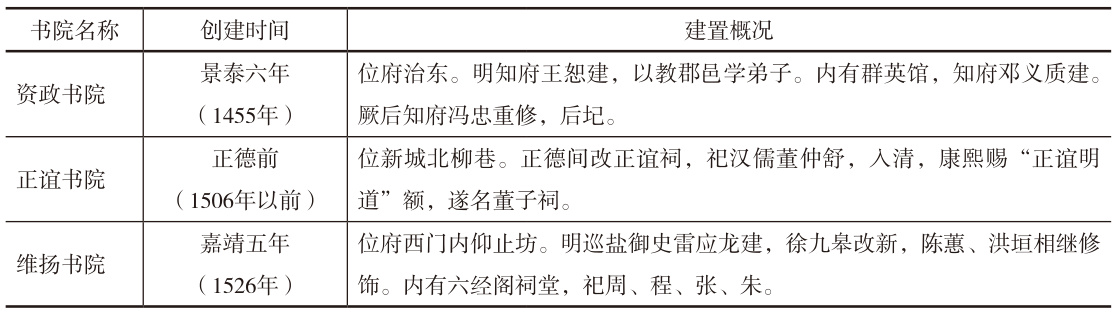 书院名称 创建时间 建置概况
资政书院
景泰六年
（1455年）
位府治东。明知府王恕建，以教郡邑学弟子。内有群英馆，知府邓义质建。
厥后知府冯忠重修，后圮。
正谊书院
正德前
（1506年以前）
位新城北柳巷。正德间改正谊祠，祀汉儒董仲舒，入清，康熙赐“正谊明
道”额，遂名董子祠。
维扬书院
嘉靖五年
（1526年）
位府西门内仰止坊。明巡盐御史雷应龙建，徐九皋改新，陈蕙、洪垣相继修
饰。内有六经阁祠堂，祀周、程、张、朱。